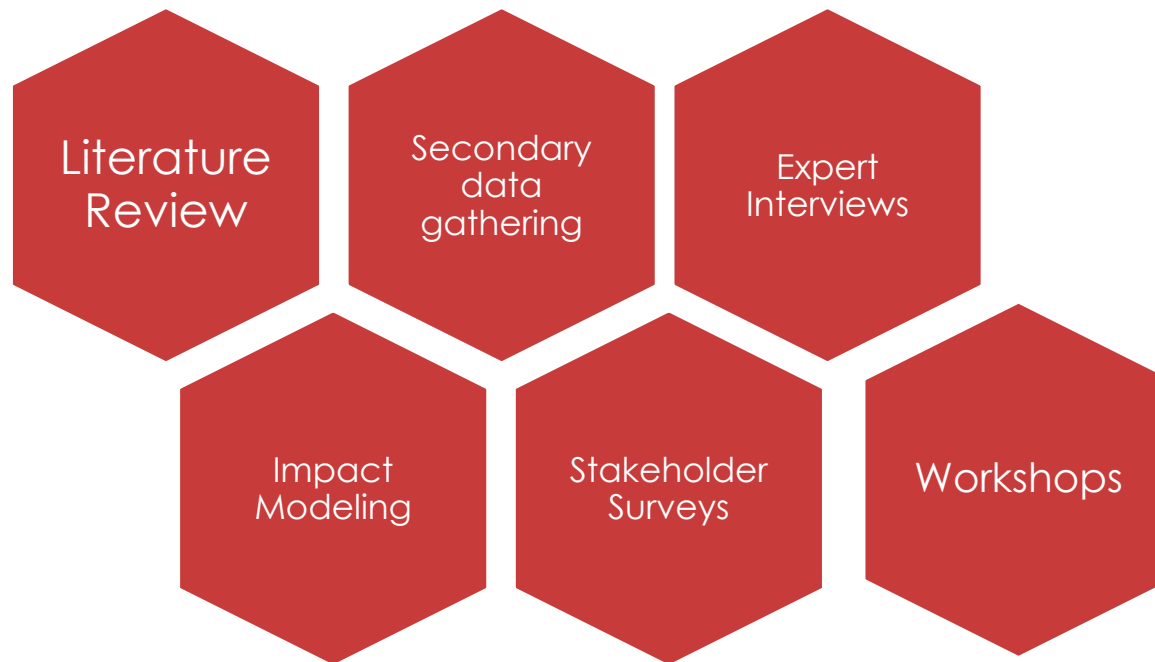 Literature
Review
Secondary
data
gathering
Expert
Interviews
Impact
Modeling
Stakeholder
Surveys
Workshops